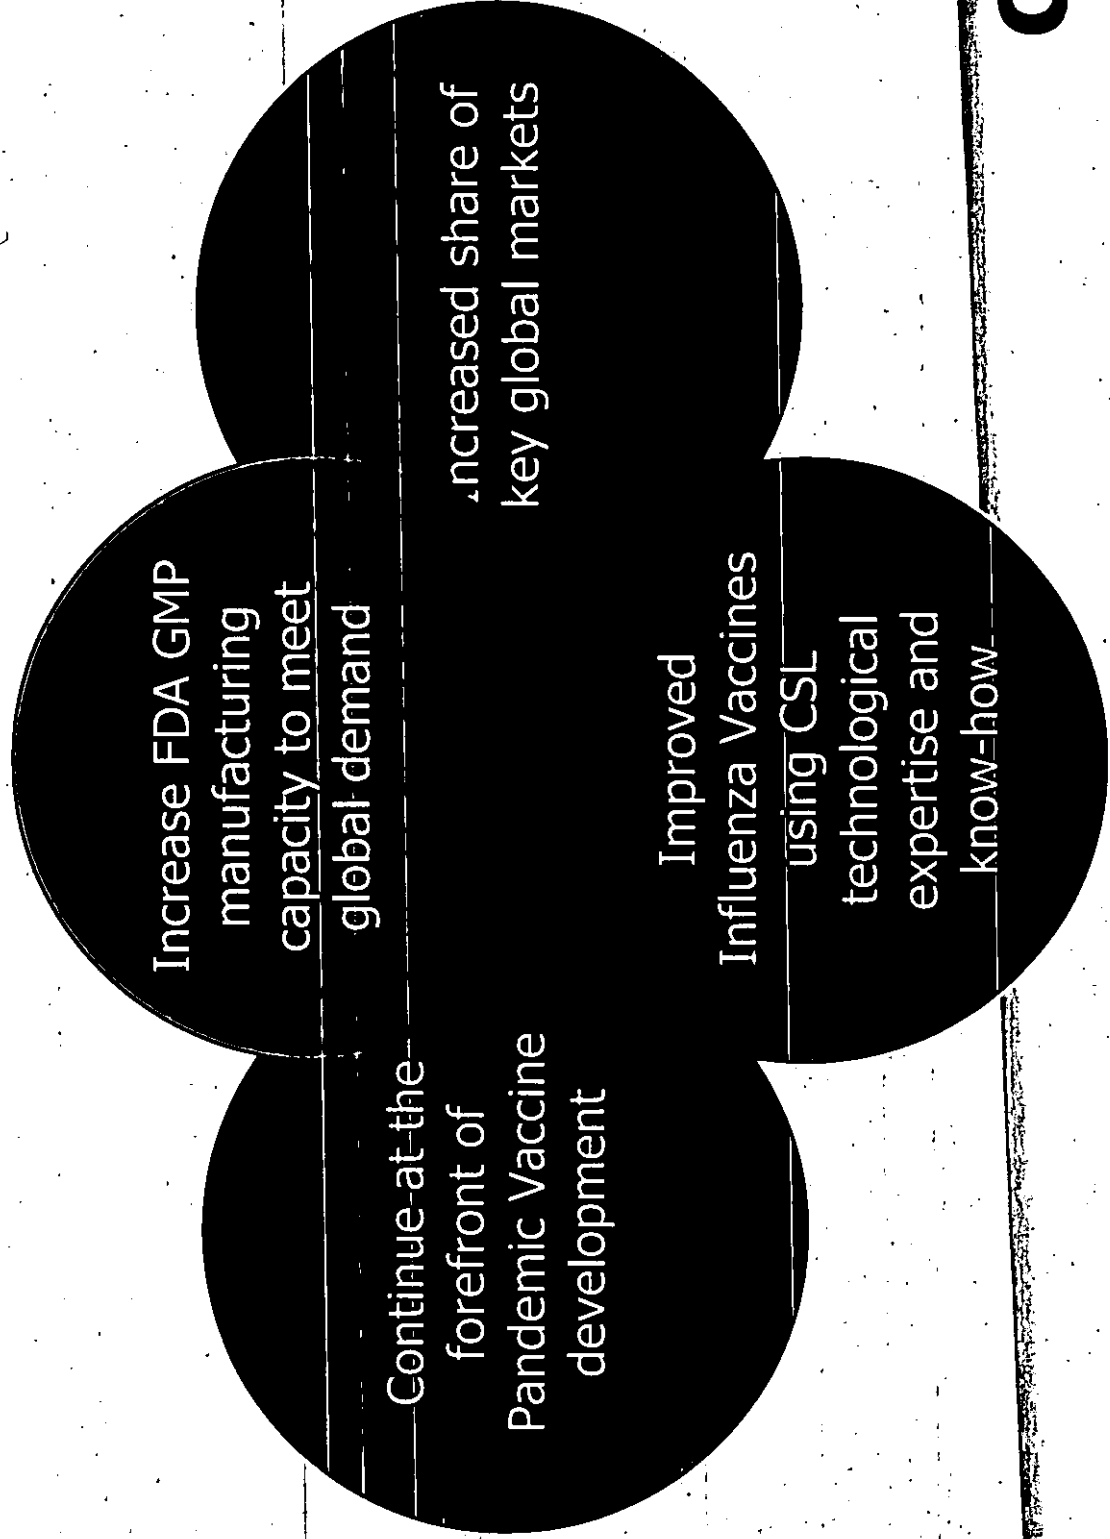 Increase FDA GMP
manufacturing
capacity to meet
global demand
Continue at the
forefront of
Pandemic Vaccine
development
Increased share of
key global markets
Improved
Influenza Vaccines
using CSL
technological
expertise and
know-how